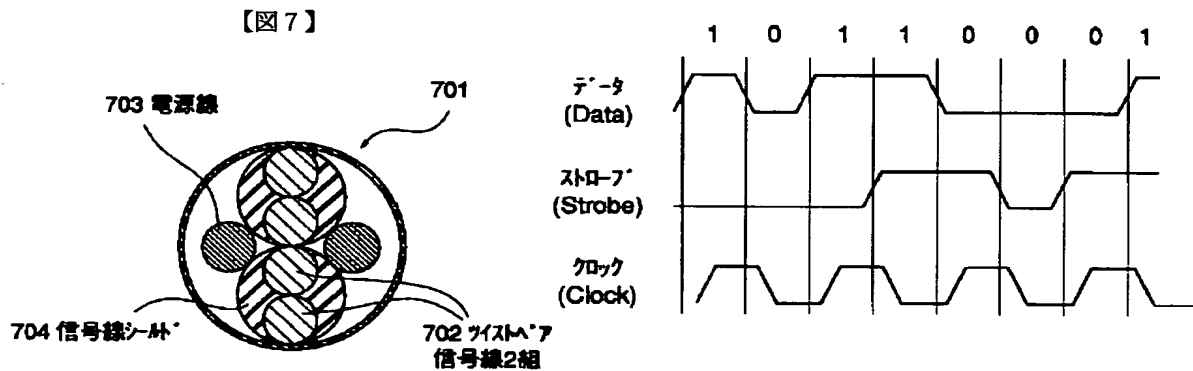 【図７】
701
703 電源線
704 信号線ｼｰﾙﾄﾞ
702 ﾂｲｽﾄﾍﾟｱ
信号線2組
1 0 1 1 0 0 0 1
ﾃﾞｰﾀ
(Data)
ｽﾄﾛｰﾌﾞ
(Strobe)
ｸﾛｯｸ
(Clock)